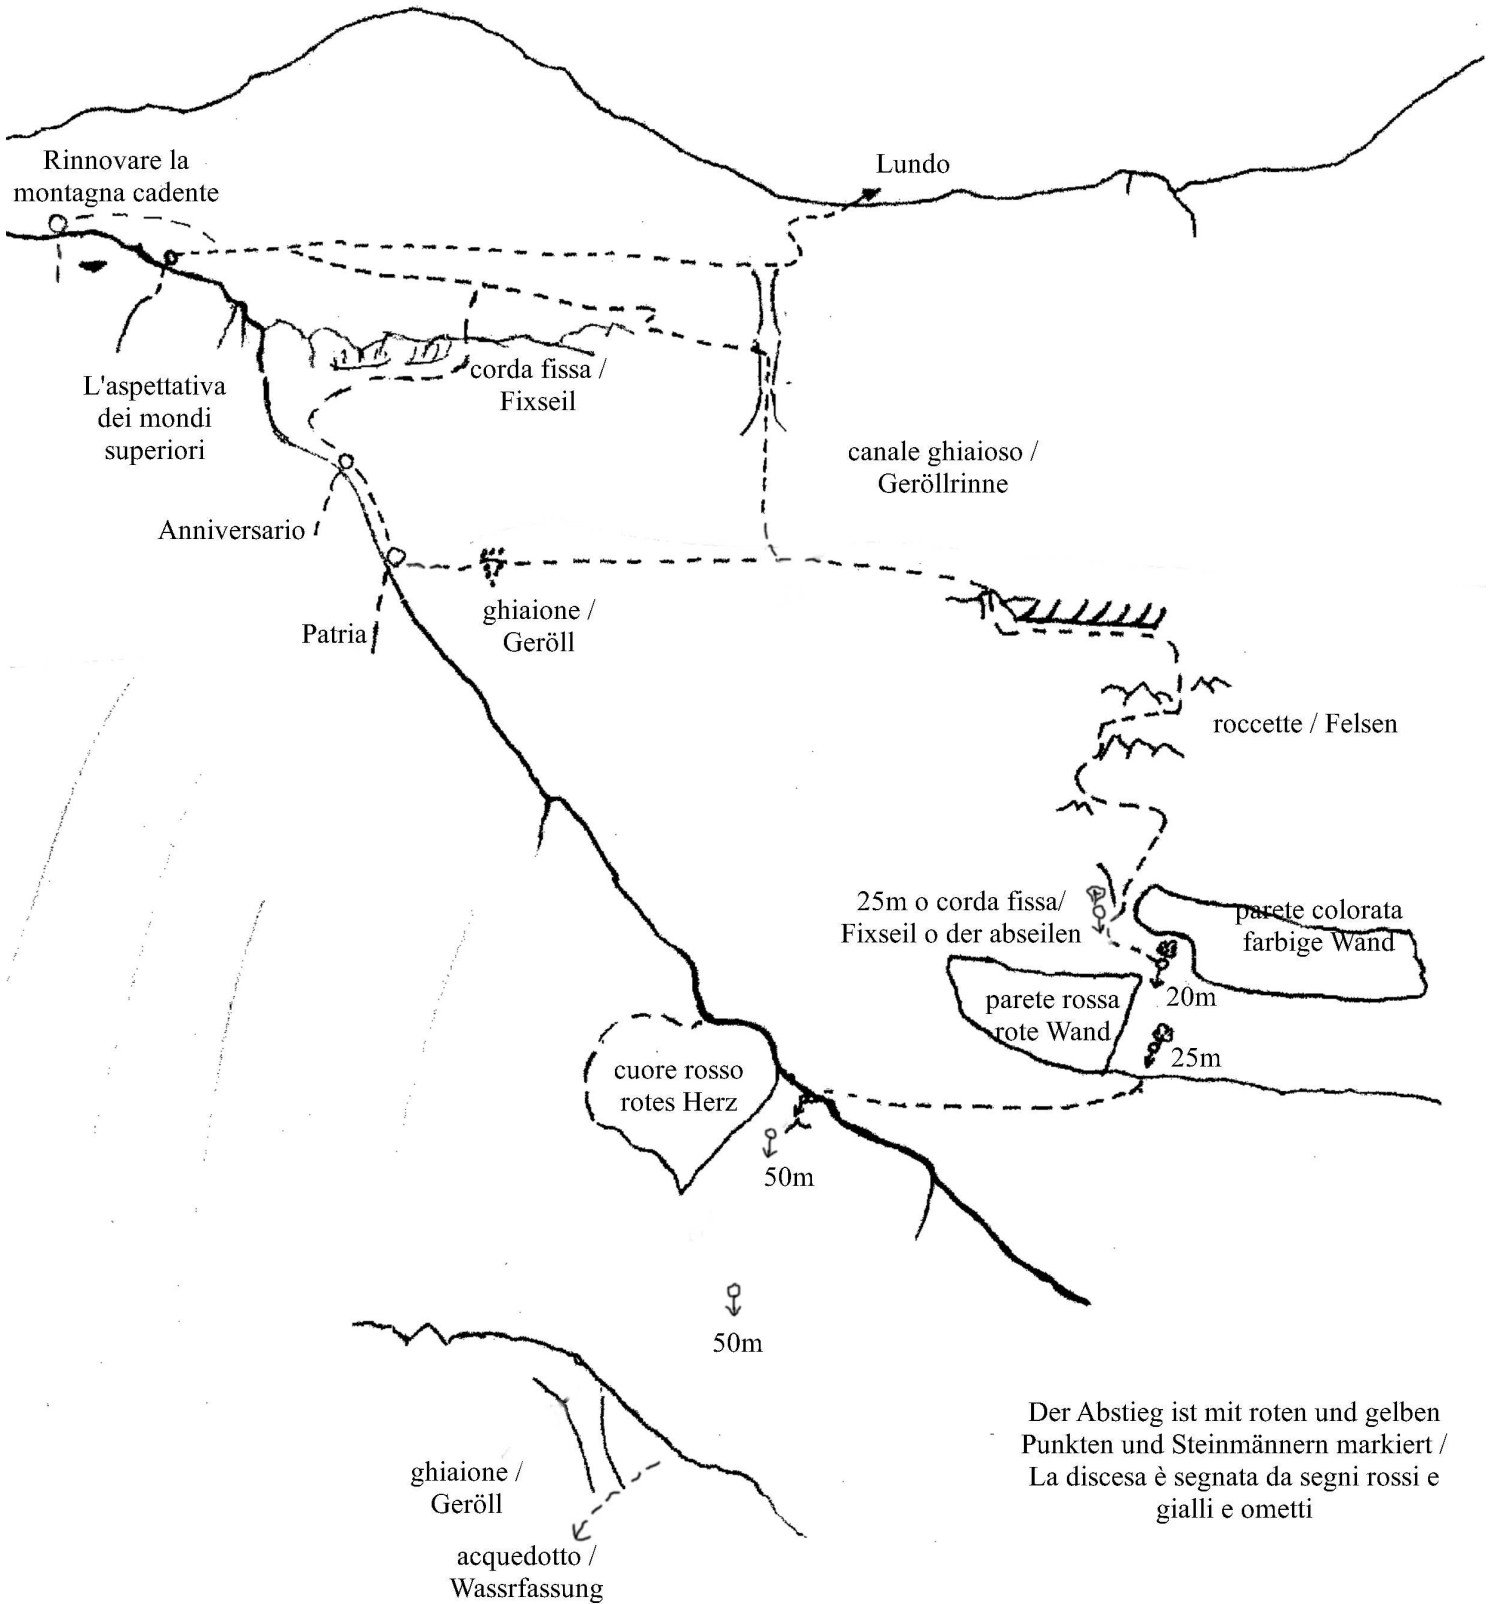 Rinnovare la
montagna cadente
Lundo
L'aspettativa
dei mondi
superiori
corda fissa /
Fixseil
canale ghiaioso /
Geröllrinne
Anniversario
ghiaione /
Geröll
Patria
roccette / Felsen
25m o corda fissa/
Fixseil o der abseilen
parete colorata
farbige Wand
parete rossa
rote Wand
20m
25m
cuore rosso
rotes Herz
50m
50m
Der Abstieg ist mit roten und gelben
Punkten und Steinmännern markiert /
La discesa è segnata da segni rossi e
gialli e ometti
ghiaione /
Geröll
acquedotto /
Wassrfassung